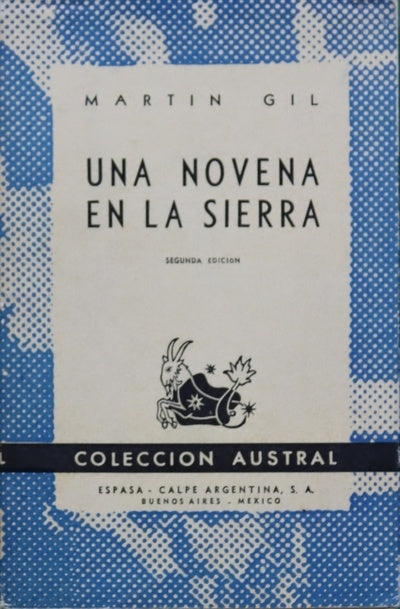 MARTIN GIL
UNA NOVENA
EN LA SIERRA
SEGUNDA EDICION
L
COLECCION AUSTRAL
ESPASA - CALPE ARGENTINA, S. A.
BUENOS AIRES - MEXICO